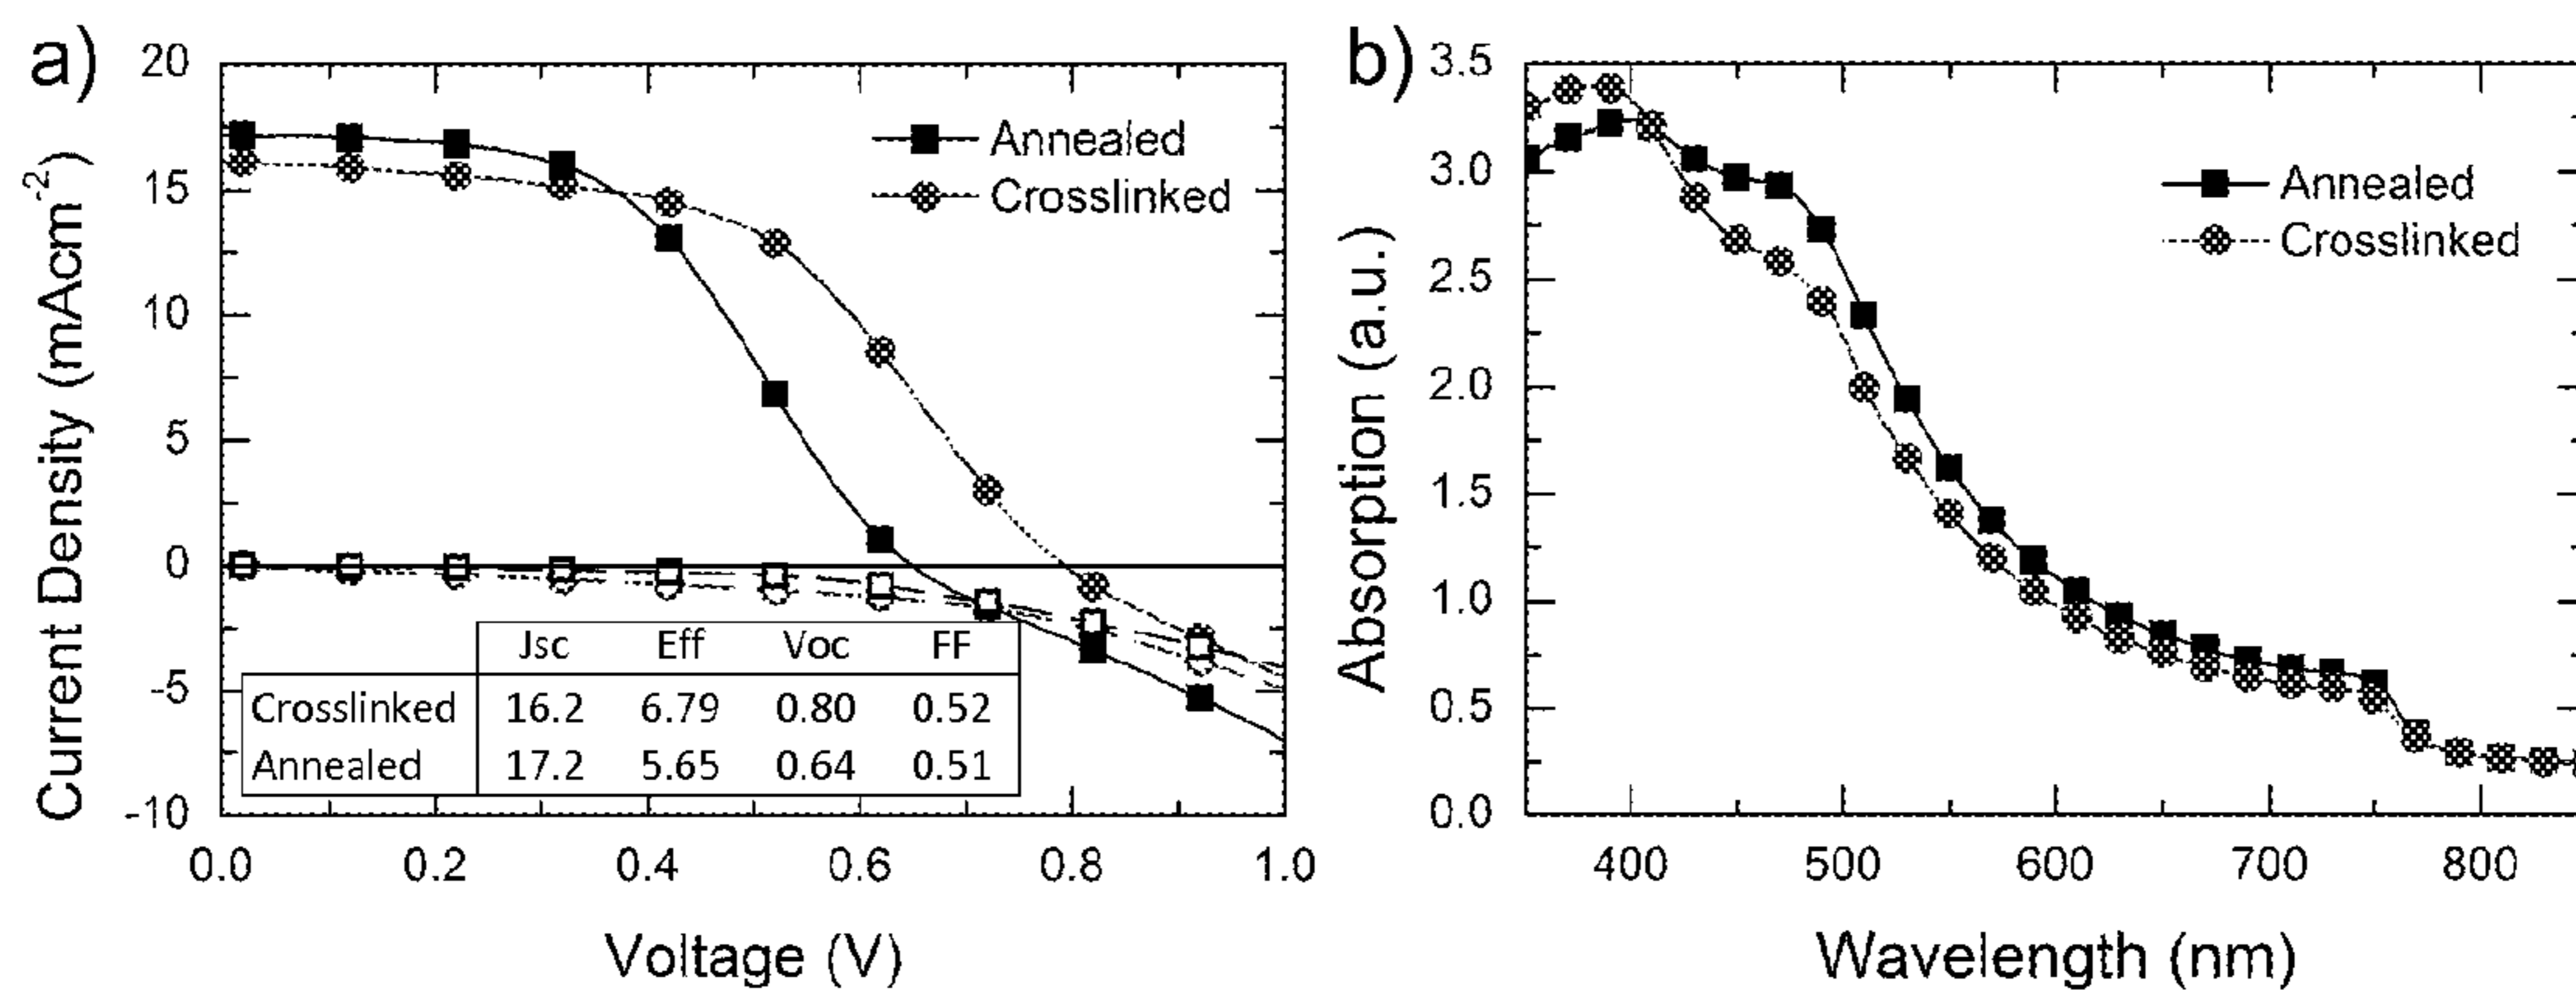 a)
Current Density (mAcm-2)
20
15
10
5
0
-5
-10
Annealed
Crosslinked
Jsc Eff Voc FF
Crosslinked 16.2 6.79 0.80 0.52
Annealed 17.2 5.65 0.64 0.51
0.0 0.2 0.4 0.6 0.8 1.0
Voltage (V)
b)
Absorption (a.u.)
3.5
3.0
2.5
2.0
1.5
1.0
0.5
0.0
Annealed
Crosslinked
400 500 600 700 800
Wavelength (nm)